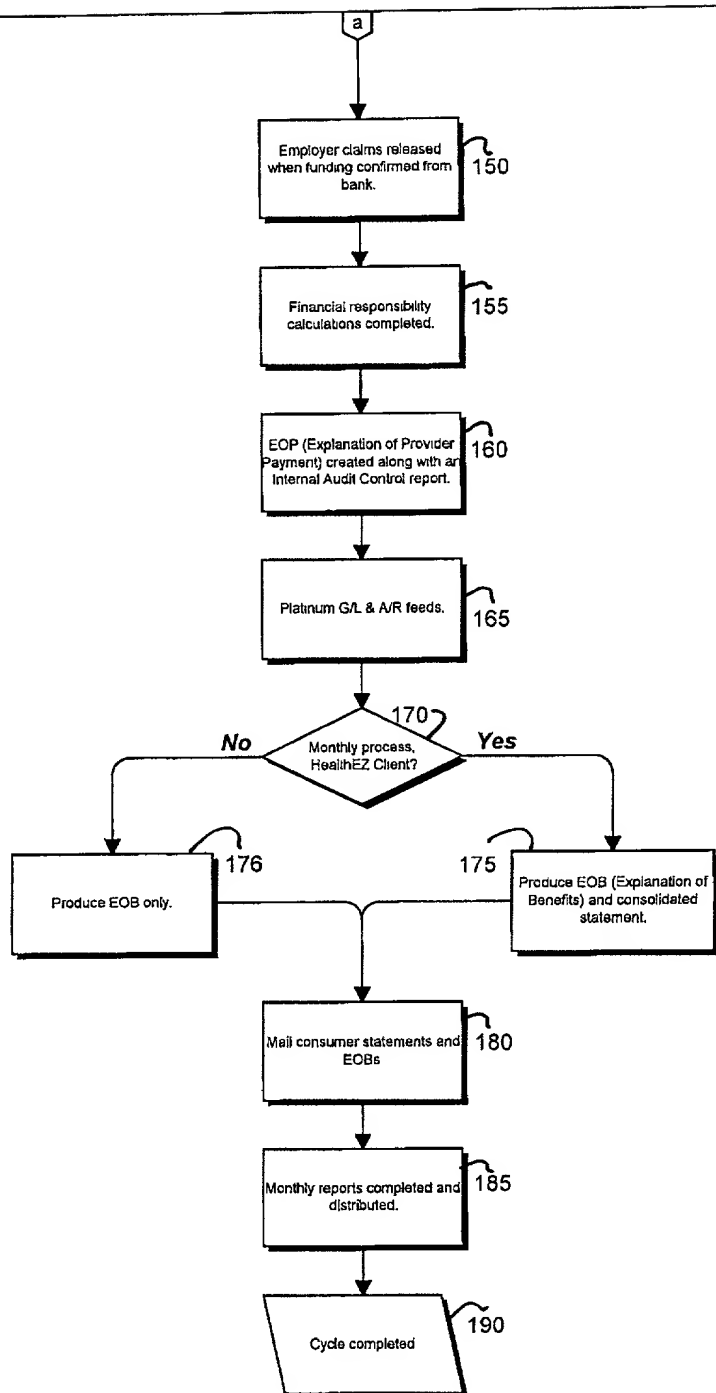 a
Employer claims released
when funding confirmed from
bank.
150
Financial responsibility
calculations completed.
155
EOP (Explanation of Provider
Payment) created along with an
Internal Audit Control report.
160
Platinum G/L & A/R feeds.
165
170
No
Monthly process,
HealthEZ Client?
Yes
176
Produce EOB only.
175
Produce EOB (Explanation of
Benefits) and consolidated
statement.
Mail consumer statements and
EOBs
180
Monthly reports completed and
distributed.
185
Cycle completed
190